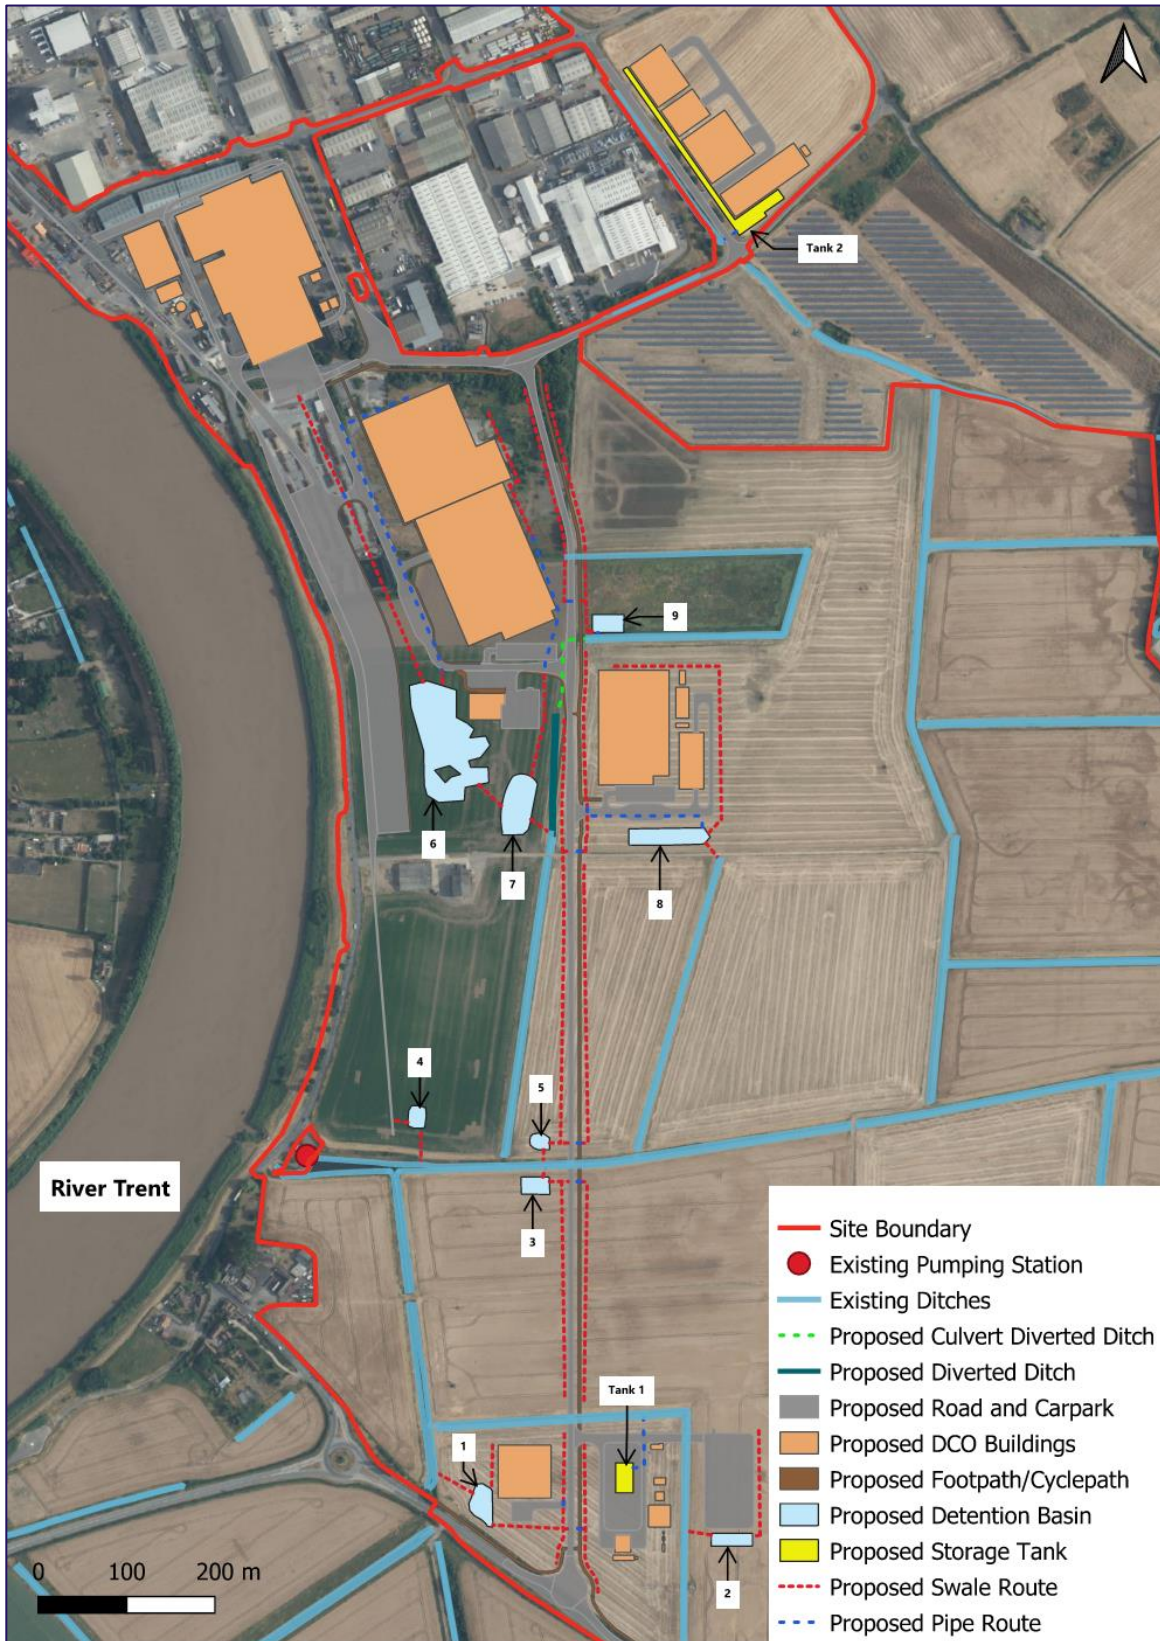 Tank 2
9
6
7
8
4
5
River Trent
3
Tank 1
1
2
Site Boundary
Existing Pumping Station
Existing Ditches
Proposed Culvert Diverted Ditch
Proposed Diverted Ditch
Proposed Road and Carpark
Proposed DCO Buildings
Proposed Footpath/Cyclepath
Proposed Detention Basin
Proposed Storage Tank
Proposed Swale Route
Proposed Pipe Route
0 100 200 m